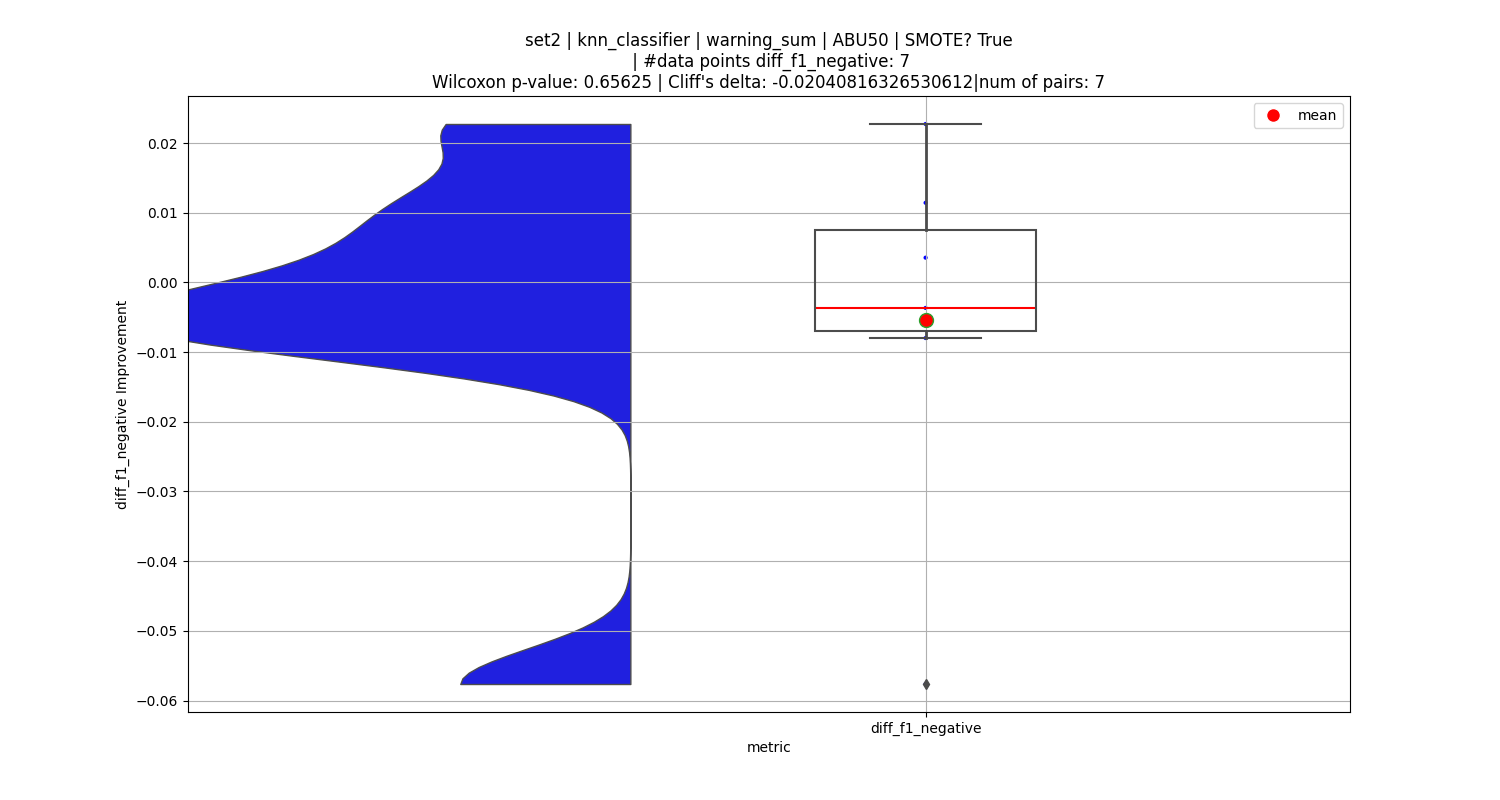 set2 | knn_classifier | warning_sum | ABU50 | SMOTE? True
| #data points diff_f1_negative: 7
Wilcoxon p-value: 0.65625 | Cliff's delta: -0.02040816326530612|num of pairs: 7
mean
0.02
0.01
0.00
−0.01
−0.02
−0.03
−0.04
−0.05
−0.06
diff_f1_negative Improvement
diff_f1_negative
metric